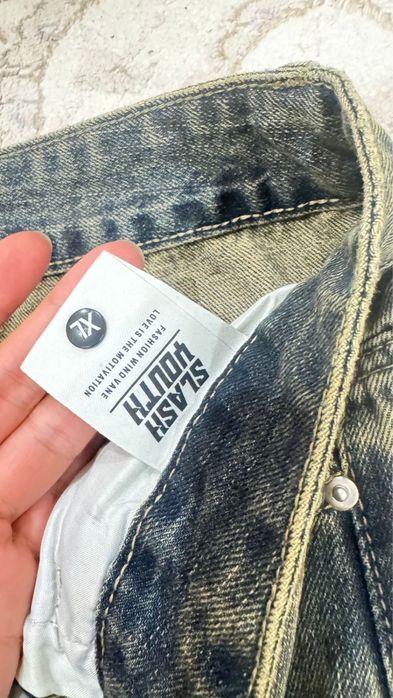 SLASH
YOUTH
FASHION WIND VANE
LOVE IS THE MOTIVATION
XL